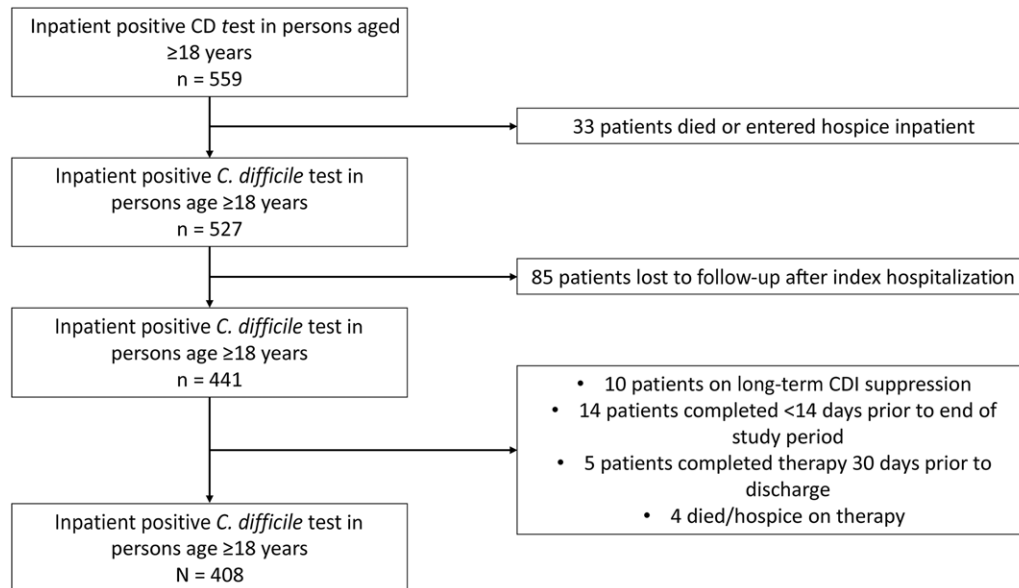 Inpatient positive CD test in persons aged
≥18 years
n = 559
33 patients died or entered hospice inpatient
Inpatient positive C. difficile test in
persons age ≥18 years
n = 527
85 patients lost to follow-up after index hospitalization
Inpatient positive C. difficile test in
persons age ≥18 years
n = 441
• 10 patients on long-term CDI suppression
• 14 patients completed <14 days prior to end of
study period
• 5 patients completed therapy 30 days prior to
discharge
• 4 died/hospice on therapy
Inpatient positive C. difficile test in
persons age ≥18 years
N = 408